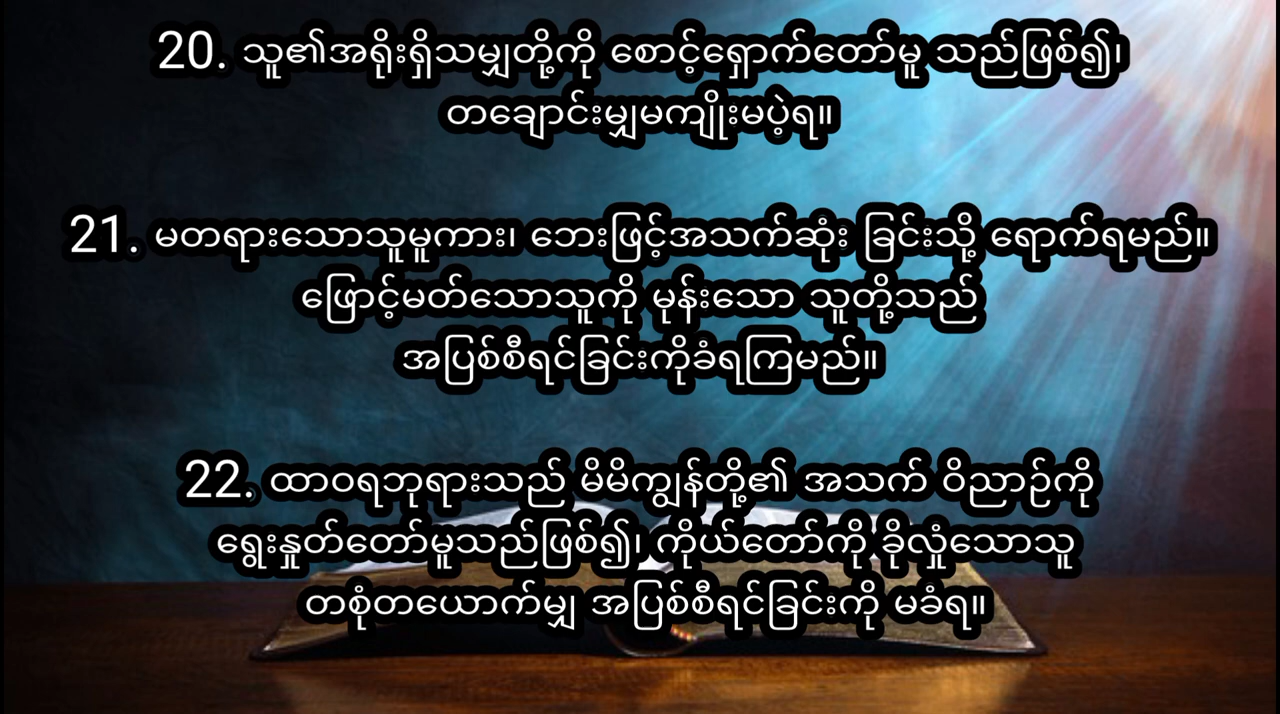 20. သူ၏အရိုးရှိသမျှတို့ကို စောင့်ရှောက်တော်မူ သည်ဖြစ်၍၊
တချောင်းမျှမကျိုးမပဲ့ရ။
21. မတရားသောသူမူကား၊ ဘေးဖြင့်အသက်ဆုံး ခြင်းသို့ ရောက်ရမည်။
ဖြောင့်မတ်သောသူကို မုန်းသော သူတို့သည်
အပြစ်စီရင်ခြင်းကိုခံရကြမည်။
22. ထာဝရဘုရားသည် မိမိကျွန်တို့၏ အသက် ဝိညာဉ်ကို
ရွေးနှုတ်တော်မူသည်ဖြစ်၍၊ ကိုယ်တော်ကို ခိုလှုံသောသူ
တစုံတယောက်မျှ အပြစ်စီရင်ခြင်းကို မခံရ။